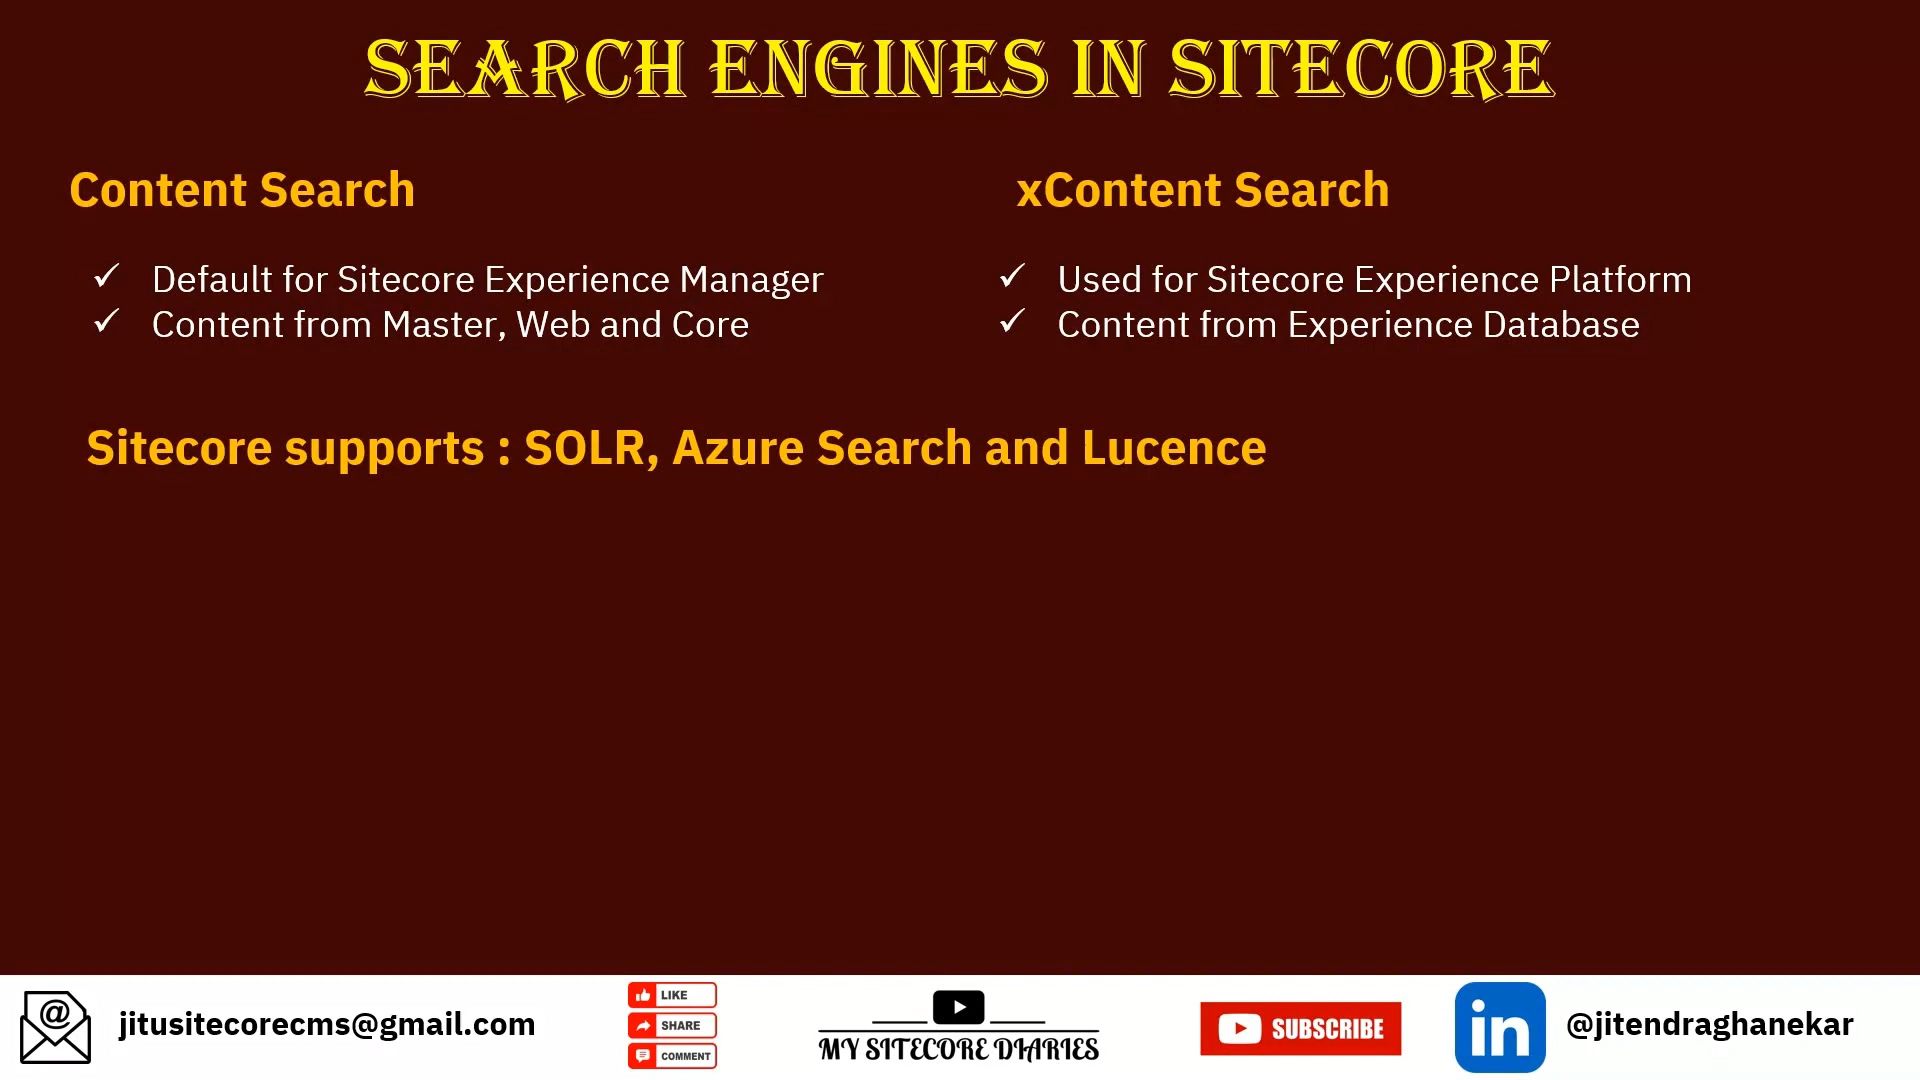 SEARCH ENGINES IN SITECORE
Content Search
✓ Default for Sitecore Experience Manager
✓ Content from Master, Web and Core
xContent Search
✓ Used for Sitecore Experience Platform
✓ Content from Experience Database
Sitecore supports : SOLR, Azure Search and Lucence
@
jitusitecorecms@gmail.com
LIKE
SHARE
COMMENT
MY SITECORE DIARIES
SUBSCRIBE
in
@jitendraghanekar